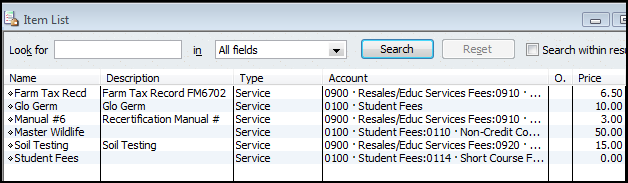 Item List
Look for in All fields Search Reset Search within resu
Name Description Type Account O. Price
Farm Tax Recd Farm Tax Record FM6702 Service 0900 · Resales/Educ Services Fees:0910 · ... 6.50
Glo Germ Glo Germ Service 0100 · Student Fees 10.00
Manual #6 Recertification Manual # Service 0900 · Resales/Educ Services Fees:0910 · ... 3.00
Master Wildlife Service 0100 · Student Fees:0110 · Non-Credit Co... 50.00
Soil Testing Soil Testing Service 0900 · Resales/Educ Services Fees:0920 · ... 15.00
Student Fees Service 0100 · Student Fees:0114 · Short Course F... 0.00